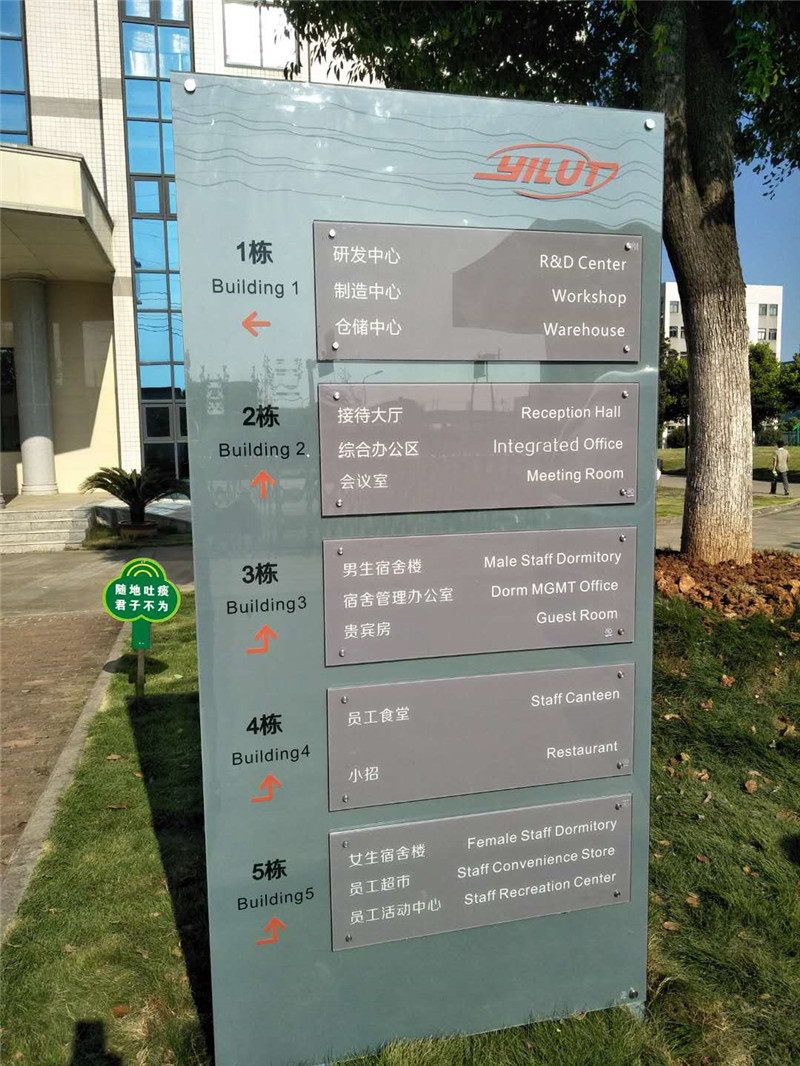 YILUT
1栋
Building 1
研发中心 R&D Center
制造中心 Workshop
仓储中心 Warehouse
2栋
Building 2
接待大厅 Reception Hall
综合办公区 Integrated Office
会议室 Meeting Room
3栋
Building3
男生宿舍楼 Male Staff Dormitory
宿舍管理办公室 Dorm MGMT Office
贵宾房 Guest Room
随地吐痰
君子不为
4栋
Building4
员工食堂 Staff Canteen
小招 Restaurant
5栋
Building5
女生宿舍楼 Female Staff Dormitory
员工超市 Staff Convenience Store
员工活动中心 Staff Recreation Center